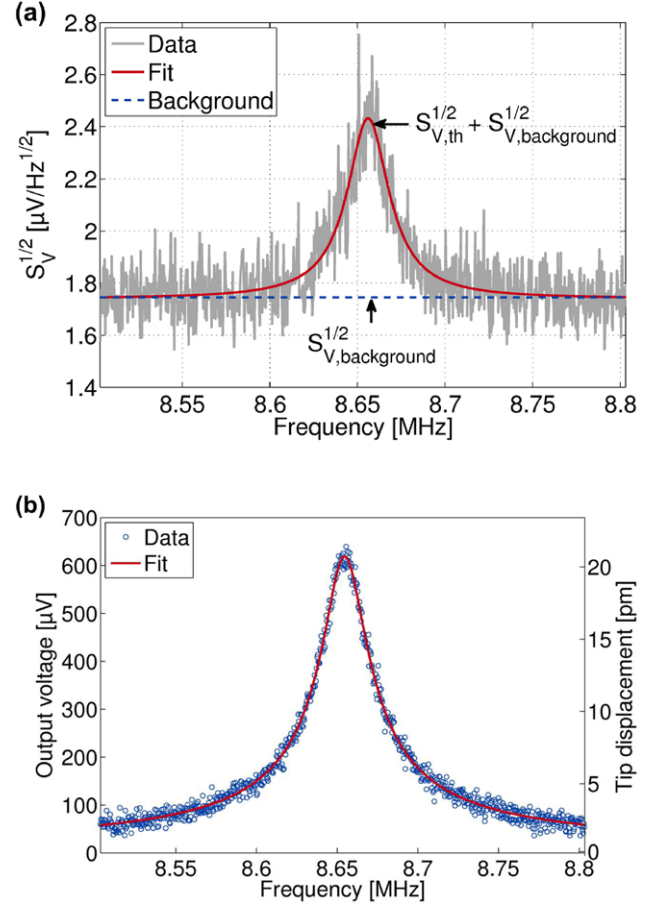 (a)
2.8
2.6
2.4
2.2
2
1.8
1.6
1.4
S_V^{1/2} [µV/Hz^{1/2}]
Data
Fit
Background
S_{V,th}^{1/2} + S_{V,background}^{1/2}
S_{V,background}^{1/2}
8.55 8.6 8.65 8.7 8.75 8.8
Frequency [MHz]
(b)
700
600
500
400
300
200
100
0
Output voltage [µV]
Data
Fit
20
15
10
5
0
Tip displacement [pm]
8.55 8.6 8.65 8.7 8.75 8.8
Frequency [MHz]